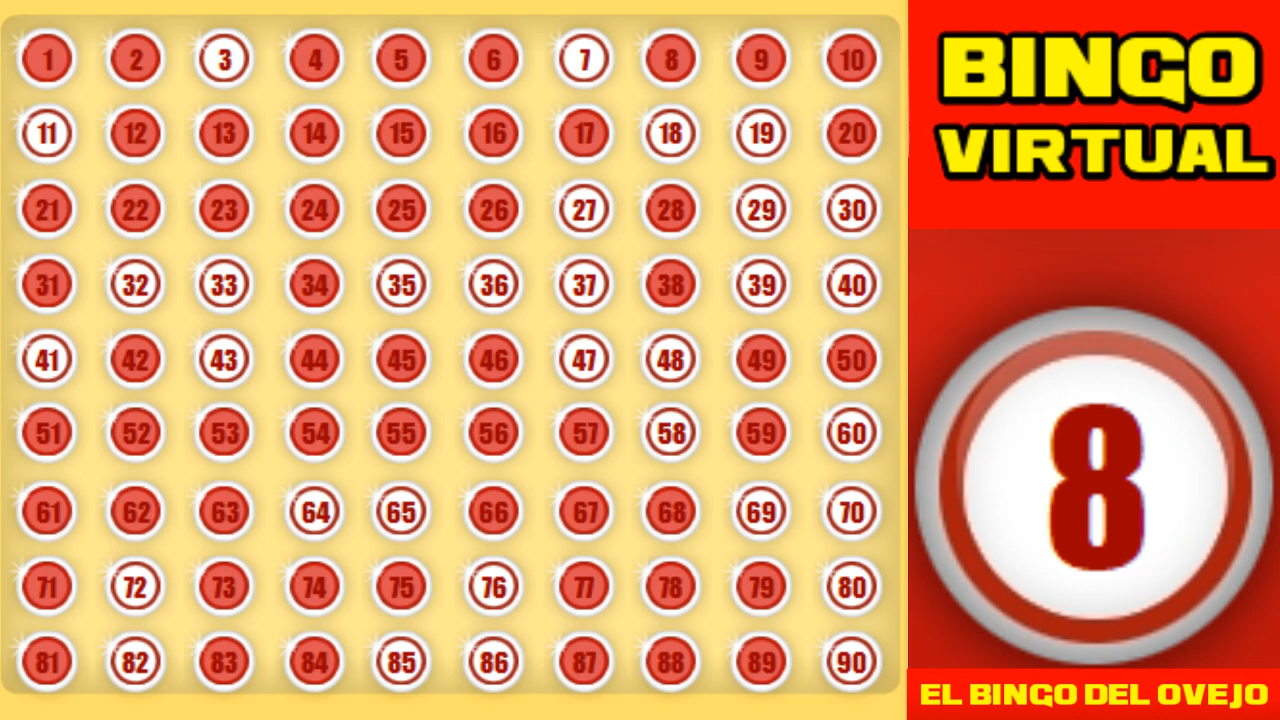 1 2 3 4 5 6 7 8 9 10
11 12 13 14 15 16 17 18 19 20
21 22 23 24 25 26 27 28 29 30
31 32 33 34 35 36 37 38 39 40
41 42 43 44 45 46 47 48 49 50
51 52 53 54 55 56 57 58 59 60
61 62 63 64 65 66 67 68 69 70
71 72 73 74 75 76 77 78 79 80
81 82 83 84 85 86 87 88 89 90
BINGO
VIRTUAL
8
EL BINGO DEL OVEJO